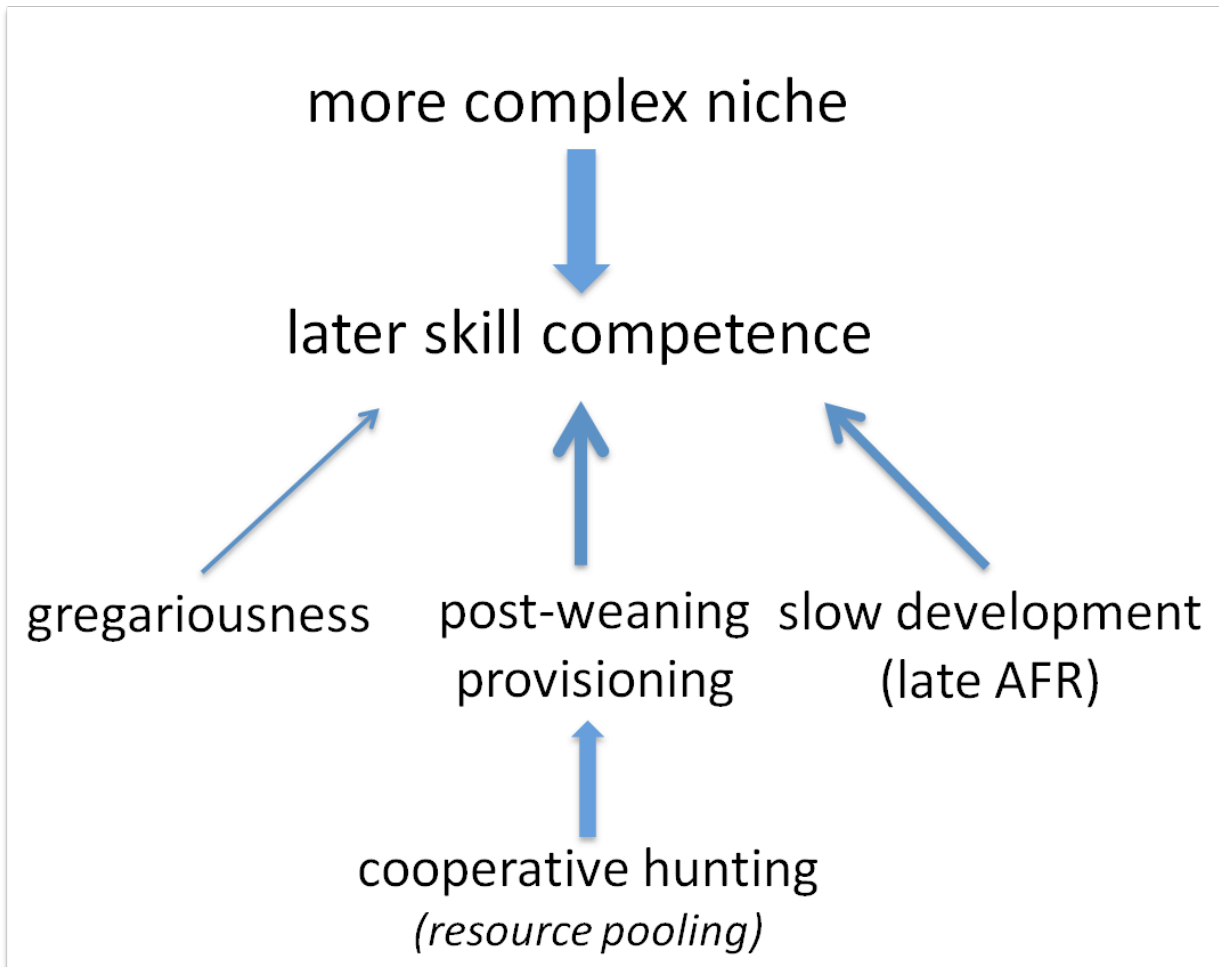 more complex niche
later skill competence
gregariousness
post-weaning
provisioning
slow development
(late AFR)
cooperative hunting
(resource pooling)